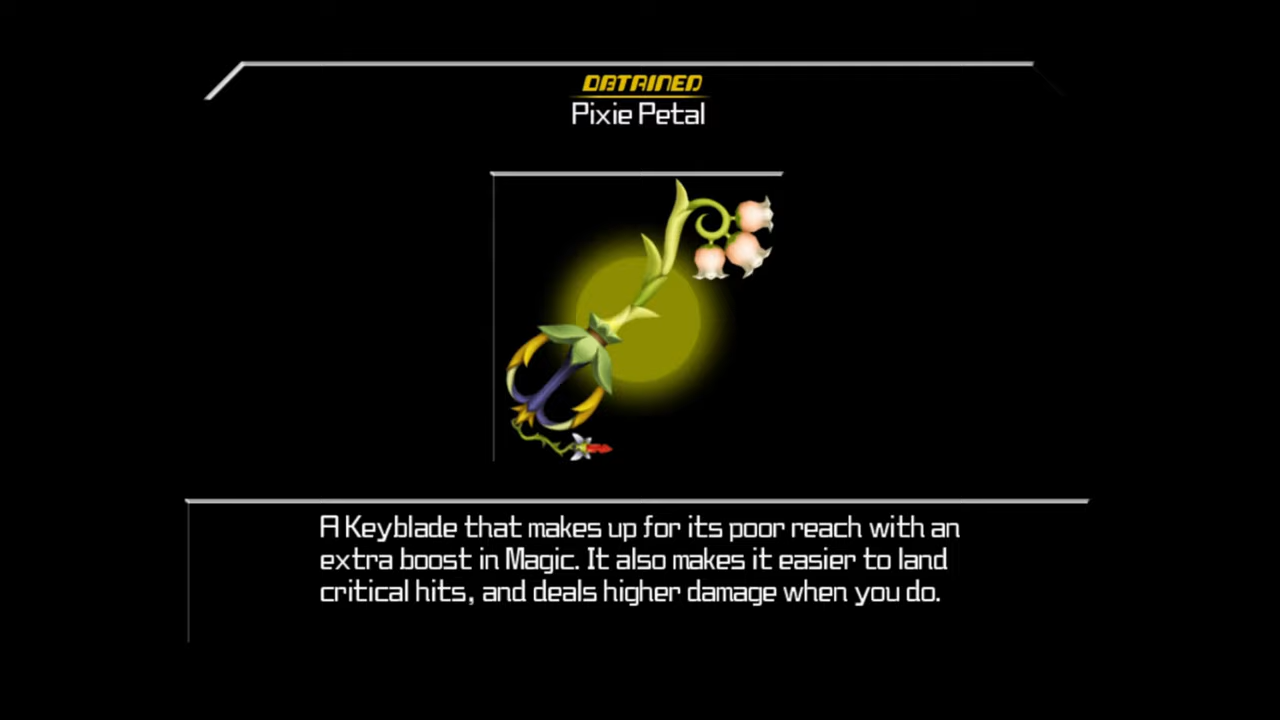 OBTAINED
Pixie Petal
A Keyblade that makes up for its poor reach with an
extra boost in Magic. It also makes it easier to land
critical hits, and deals higher damage when you do.